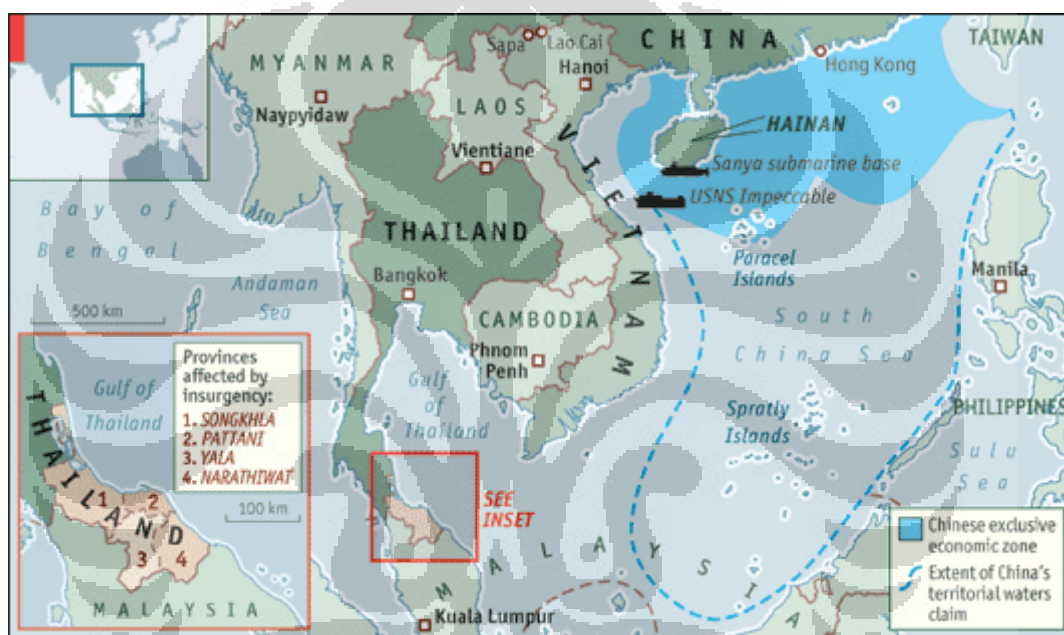 TAIWAN
CHINA
Sapa
Lao Cai
Hanoi
Hong Kong
MYANMAR
LAOS
Naypyidaw
HAINAN
Vientiane
Sanya submarine base
USNS Impeccable
VIETNAM
Bay of
Bengal
THAILAND
Paracel
Islands
Manila
Andaman
Sea
Bangkok
500 km
CAMBODIA
South
China Sea
Phnom
Penh
Provinces
affected by
insurgency:
1. SONGKHLA
2. PATTANI
3. YALA
4. NARATHIWAT
Gulf of
Thailand
Gulf
of
Thailand
Spratly
Islands
PHILIPPINES
Sulu
Sea
THAILAND
1
2
3
4
100 km
SEE
INSET
MALAYSIA
MALAYSIA
Kuala Lumpur
Chinese exclusive
economic zone
Extent of China's
territorial waters
claim